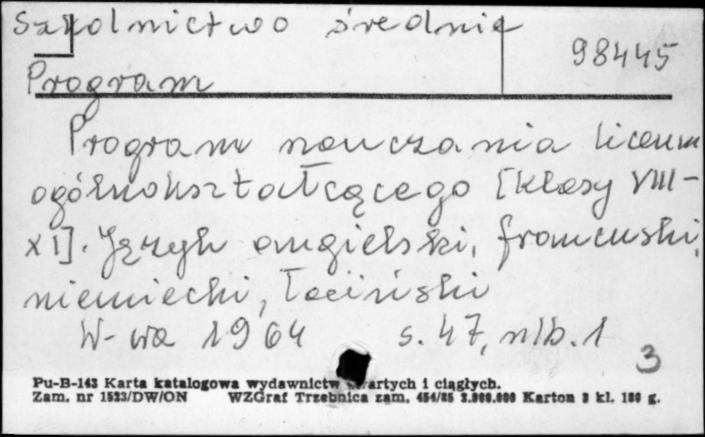 Szkolnictwo średnie
98445
Program
Program nauczania liceum
ogólnokształcącego [klasy VIII-
XI]. Język angielski, francuski,
niemiecki, łaciński
W-wa 1964 s. 47, nlb. 1
3
Pu-B-143 Karta katalogowa wydawnictw zwartych i ciągłych.
Zam. nr 1523/DW/ON WZGraf Trzebnica zam. 454/85 3.000.000 Karton 3 kl. 180 g.